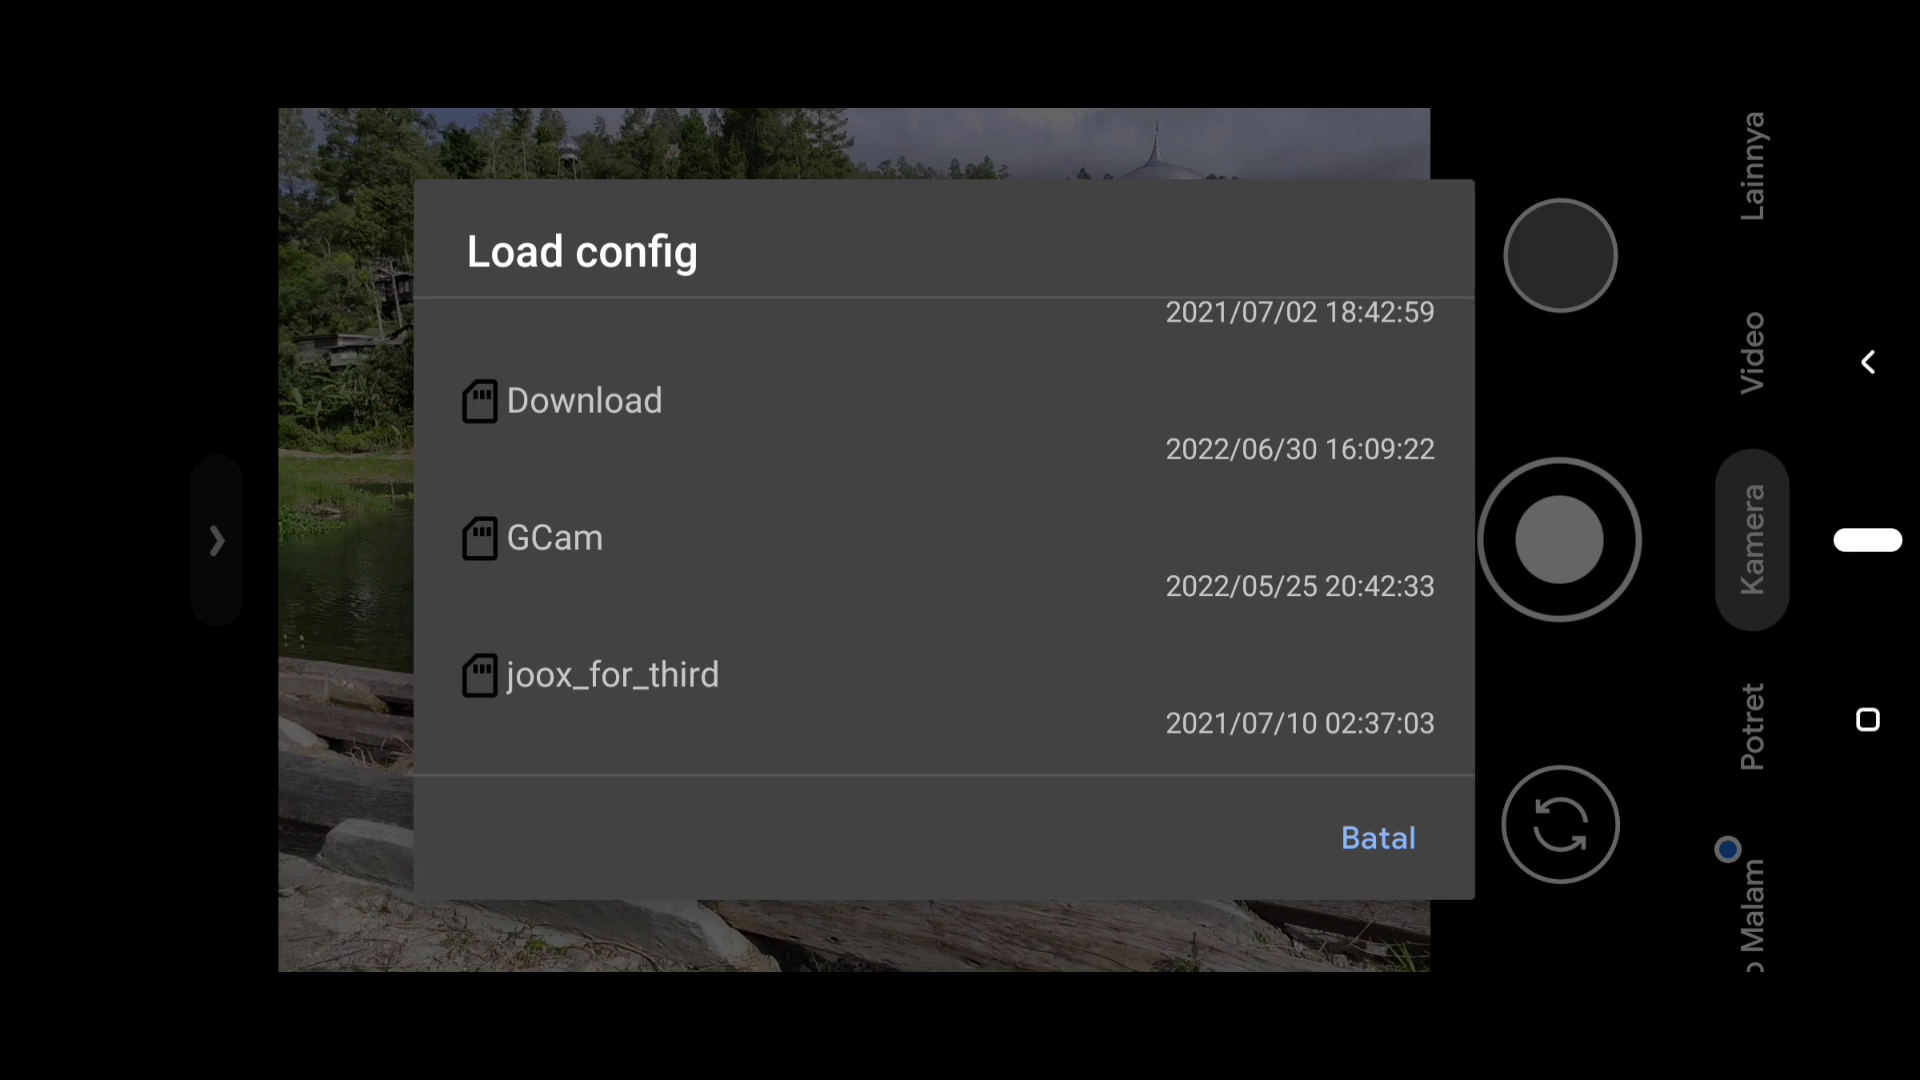 Load config
2021/07/02 18:42:59
Download
2022/06/30 16:09:22
GCam
2022/05/25 20:42:33
joox_for_third
2021/07/10 02:37:03
Batal
Lainnya
Video
Kamera
Potret
Malam